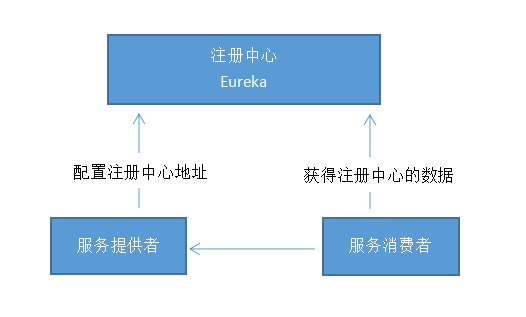 注册中心
Eureka
配置注册中心地址
获得注册中心的数据
服务提供者
服务消费者